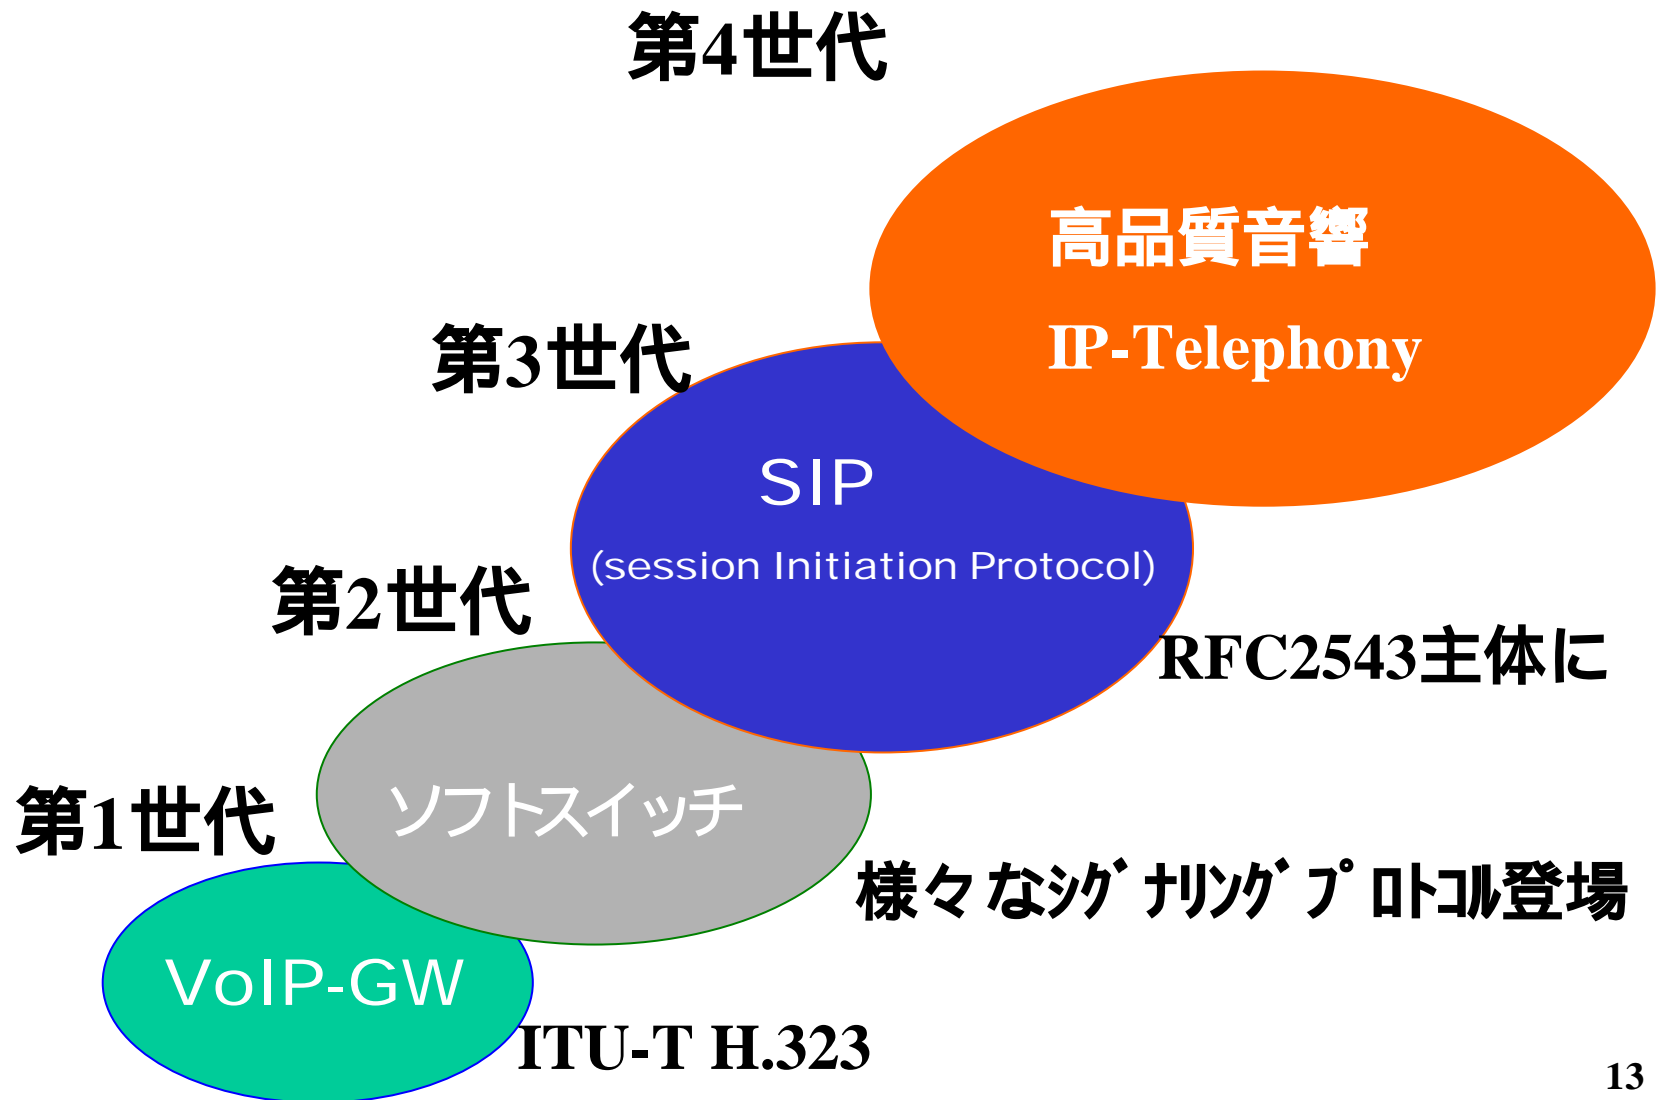 第4世代
高品質音響
IP-Telephony
第3世代
SIP
(session Initiation Protocol)
第2世代
RFC2543主体に
ソフトスイッチ
第1世代
様々なｼｸﾞﾅﾘﾝｸﾞﾌﾟﾛﾄｺﾙ登場
VoIP-GW
ITU-T H.323
13